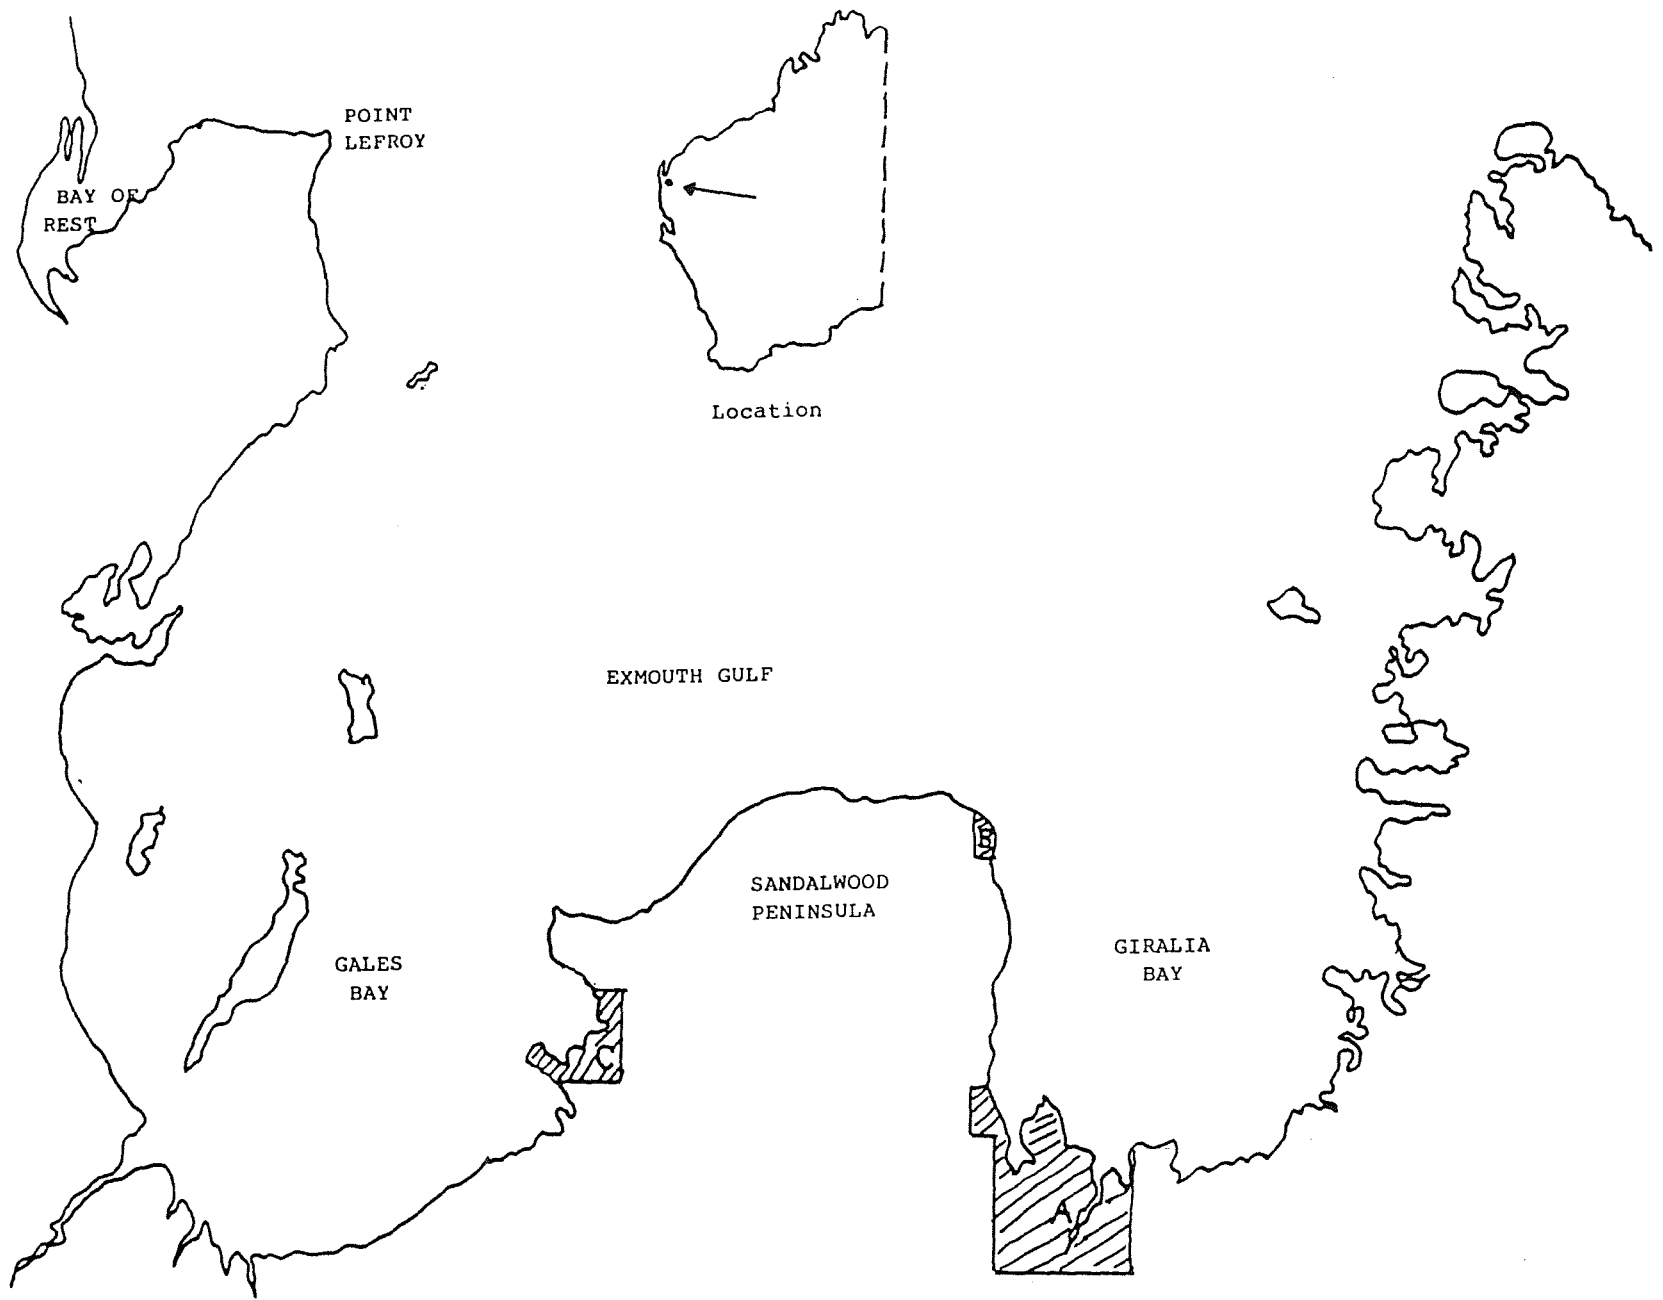 POINT
LEFROY
BAY OF
REST
Location
EXMOUTH GULF
B
SANDALWOOD
PENINSULA
GIRALIA
BAY
GALES
BAY
C
A